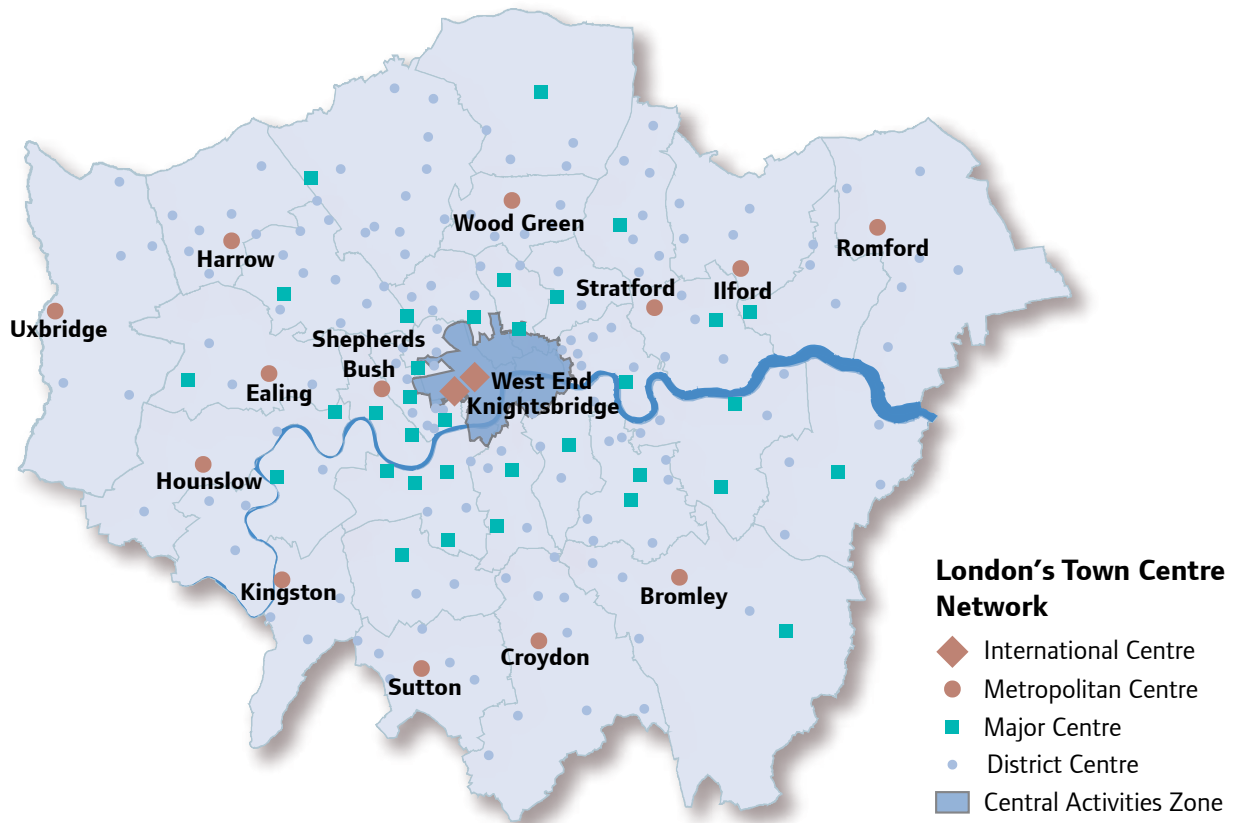 Wood Green
Harrow
Romford
Stratford
Ilford
Uxbridge
Shepherds
Bush
Ealing
West End
Knightsbridge
Hounslow
Kingston
Bromley
Croydon
Sutton
London’s Town Centre
Network
International Centre
Metropolitan Centre
Major Centre
District Centre
Central Activities Zone